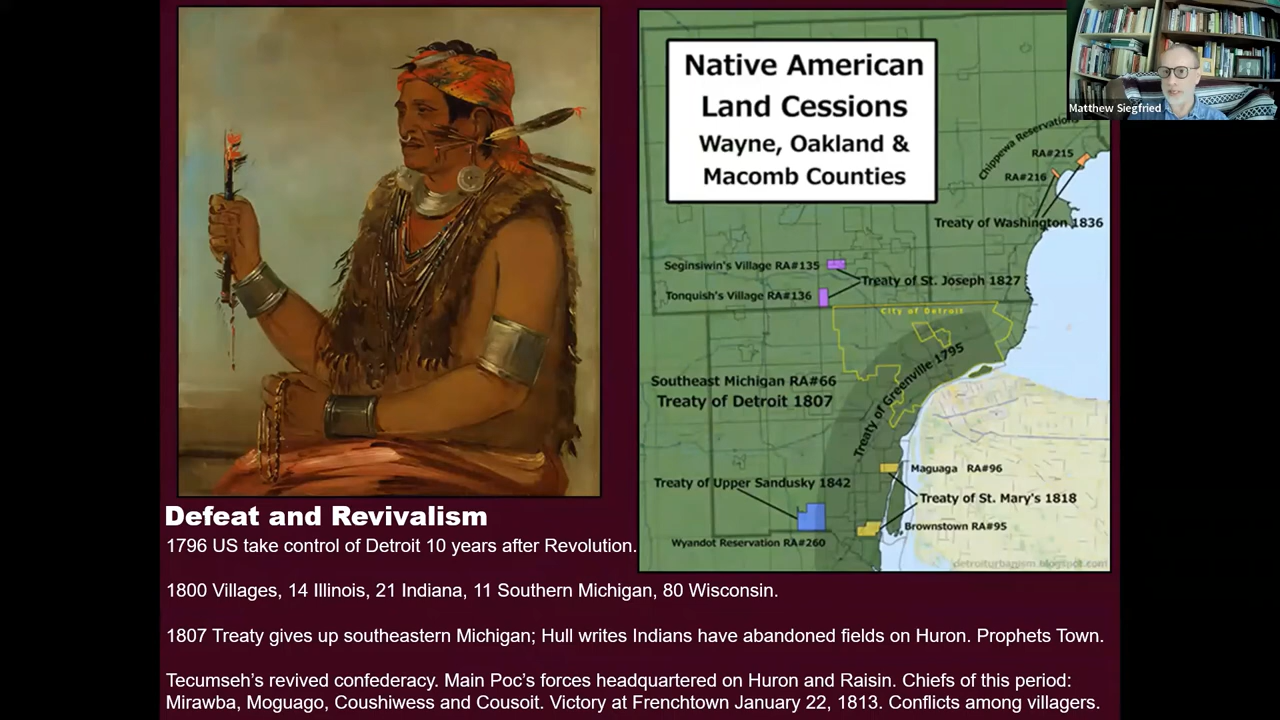 Native American
Land Cessions
Wayne, Oakland &
Macomb Counties
Matthew Siegfried
Chippewa Reservation
RA#215
RA#216
Treaty of Washington 1836
Seginsiwin's Village RA#135
Treaty of St. Joseph 1827
Tonquish's Village RA#136
City of Detroit
Treaty of Greenville 1795
Southeast Michigan RA#66
Treaty of Detroit 1807
Maguaga RA#96
Treaty of Upper Sandusky 1842
Treaty of St. Mary's 1818
Brownstown RA#95
Wyandot Reservation RA#260
detroiturbanism.blogspot.com
Defeat and Revivalism
1796 US take control of Detroit 10 years after Revolution.
1800 Villages, 14 Illinois, 21 Indiana, 11 Southern Michigan, 80 Wisconsin.
1807 Treaty gives up southeastern Michigan; Hull writes Indians have abandoned fields on Huron. Prophets Town.
Tecumseh's revived confederacy. Main Poc's forces headquartered on Huron and Raisin. Chiefs of this period:
Mirawba, Moguago, Coushiwess and Cousoit. Victory at Frenchtown January 22, 1813. Conflicts among villagers.